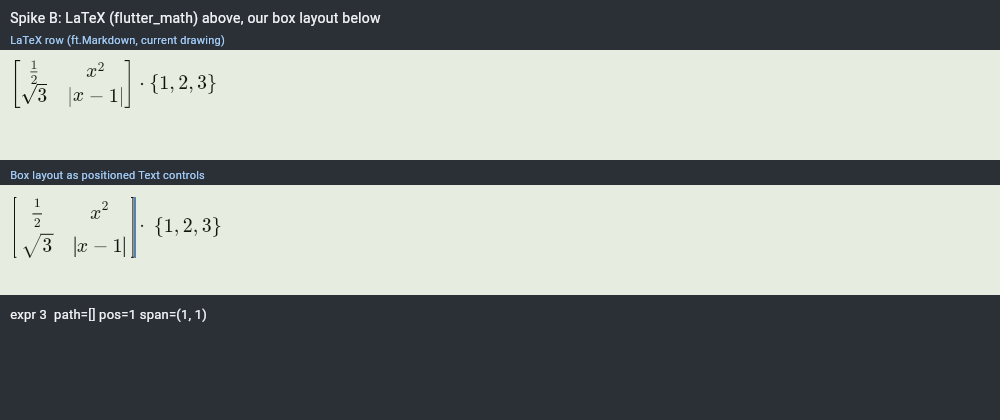 Spike B: LaTeX (flutter_math) above, our box layout below
LaTeX row (ft.Markdown, current drawing)
[ 1/2 x² ; √3 |x − 1| ] · {1, 2, 3}
Box layout as positioned Text controls
[ 1/2 x² ; √3 |x − 1| ] · {1, 2, 3}
expr 3 path=[] pos=1 span=(1, 1)